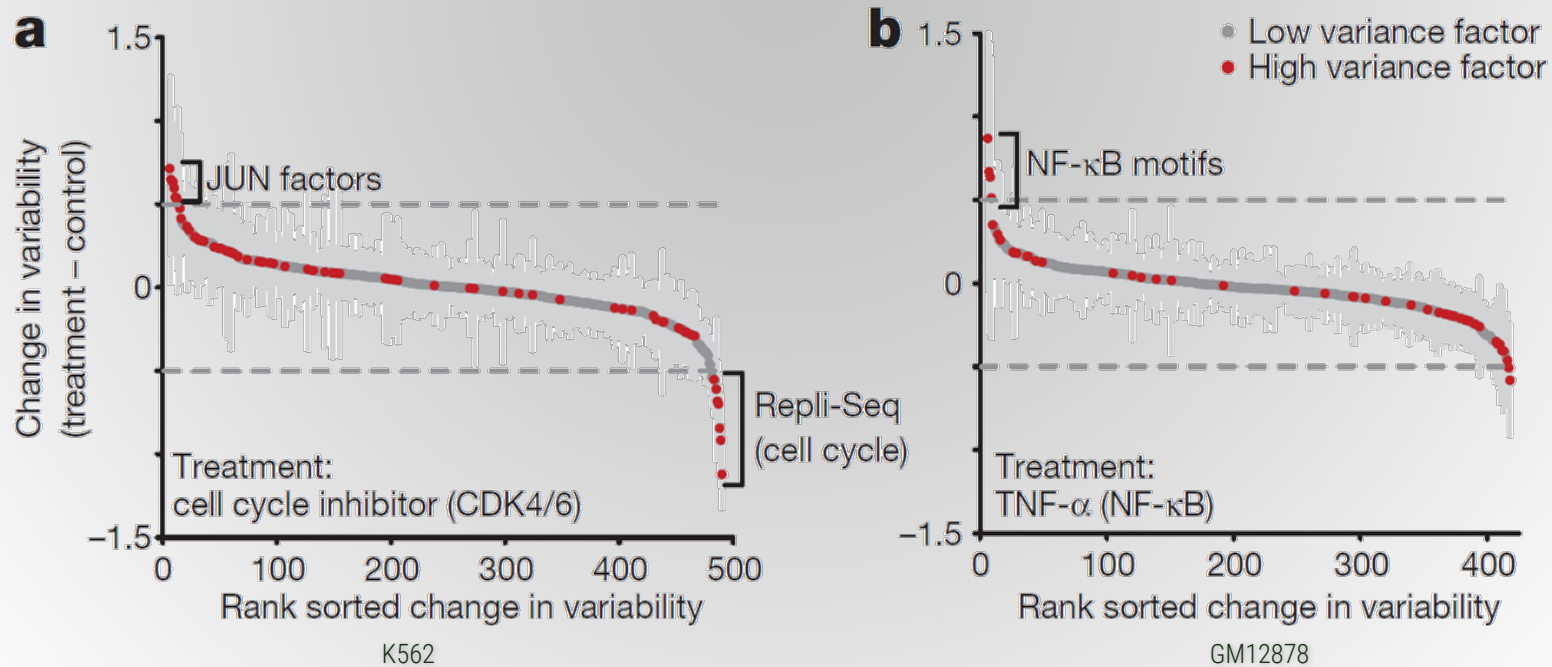 a
1.5
0
−1.5
Change in variability
(treatment – control)
JUN factors
Repli-Seq
(cell cycle)
Treatment:
cell cycle inhibitor (CDK4/6)
0 100 200 300 400 500
Rank sorted change in variability
K562
b
1.5
0
−1.5
Low variance factor
High variance factor
NF-κB motifs
Treatment:
TNF-α (NF-κB)
0 100 200 300 400
Rank sorted change in variability
GM12878